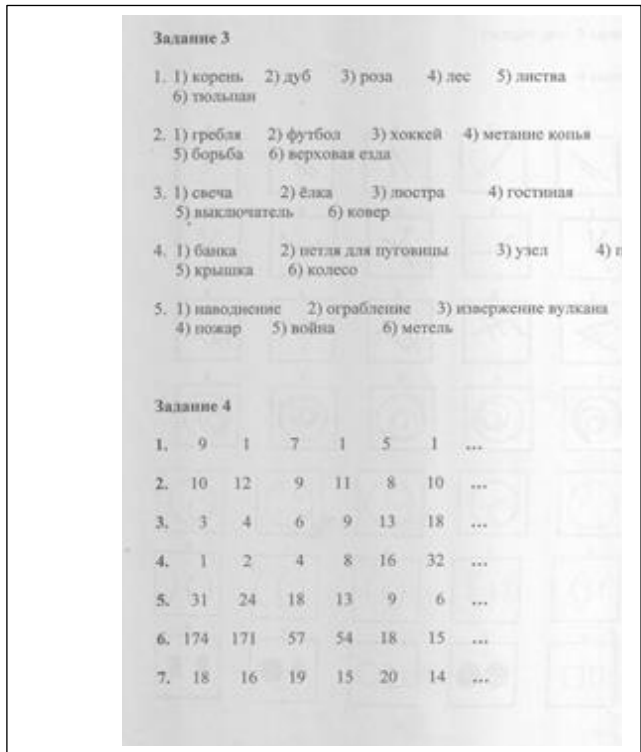 Задание 3
1. 1) корень 2) дуб 3) роза 4) лес 5) листва
6) тюльпан
2. 1) гребля 2) футбол 3) хоккей 4) метание копья
5) борьба 6) верховая езда
3. 1) свеча 2) ёлка 3) люстра 4) гостиная
5) выключатель 6) ковер
4. 1) банка 2) петля для пуговицы 3) узел 4)
5) крышка 6) колесо
5. 1) наводнение 2) ограбление 3) извержение вулкана
4) пожар 5) война 6) метель
Задание 4
1. 9 1 7 1 5 1 ...
2. 10 12 9 11 8 10 ...
3. 3 4 6 9 13 18 ...
4. 1 2 4 8 16 32 ...
5. 31 24 18 13 9 6 ...
6. 174 171 57 54 18 15 ...
7. 18 16 19 15 20 14 ...